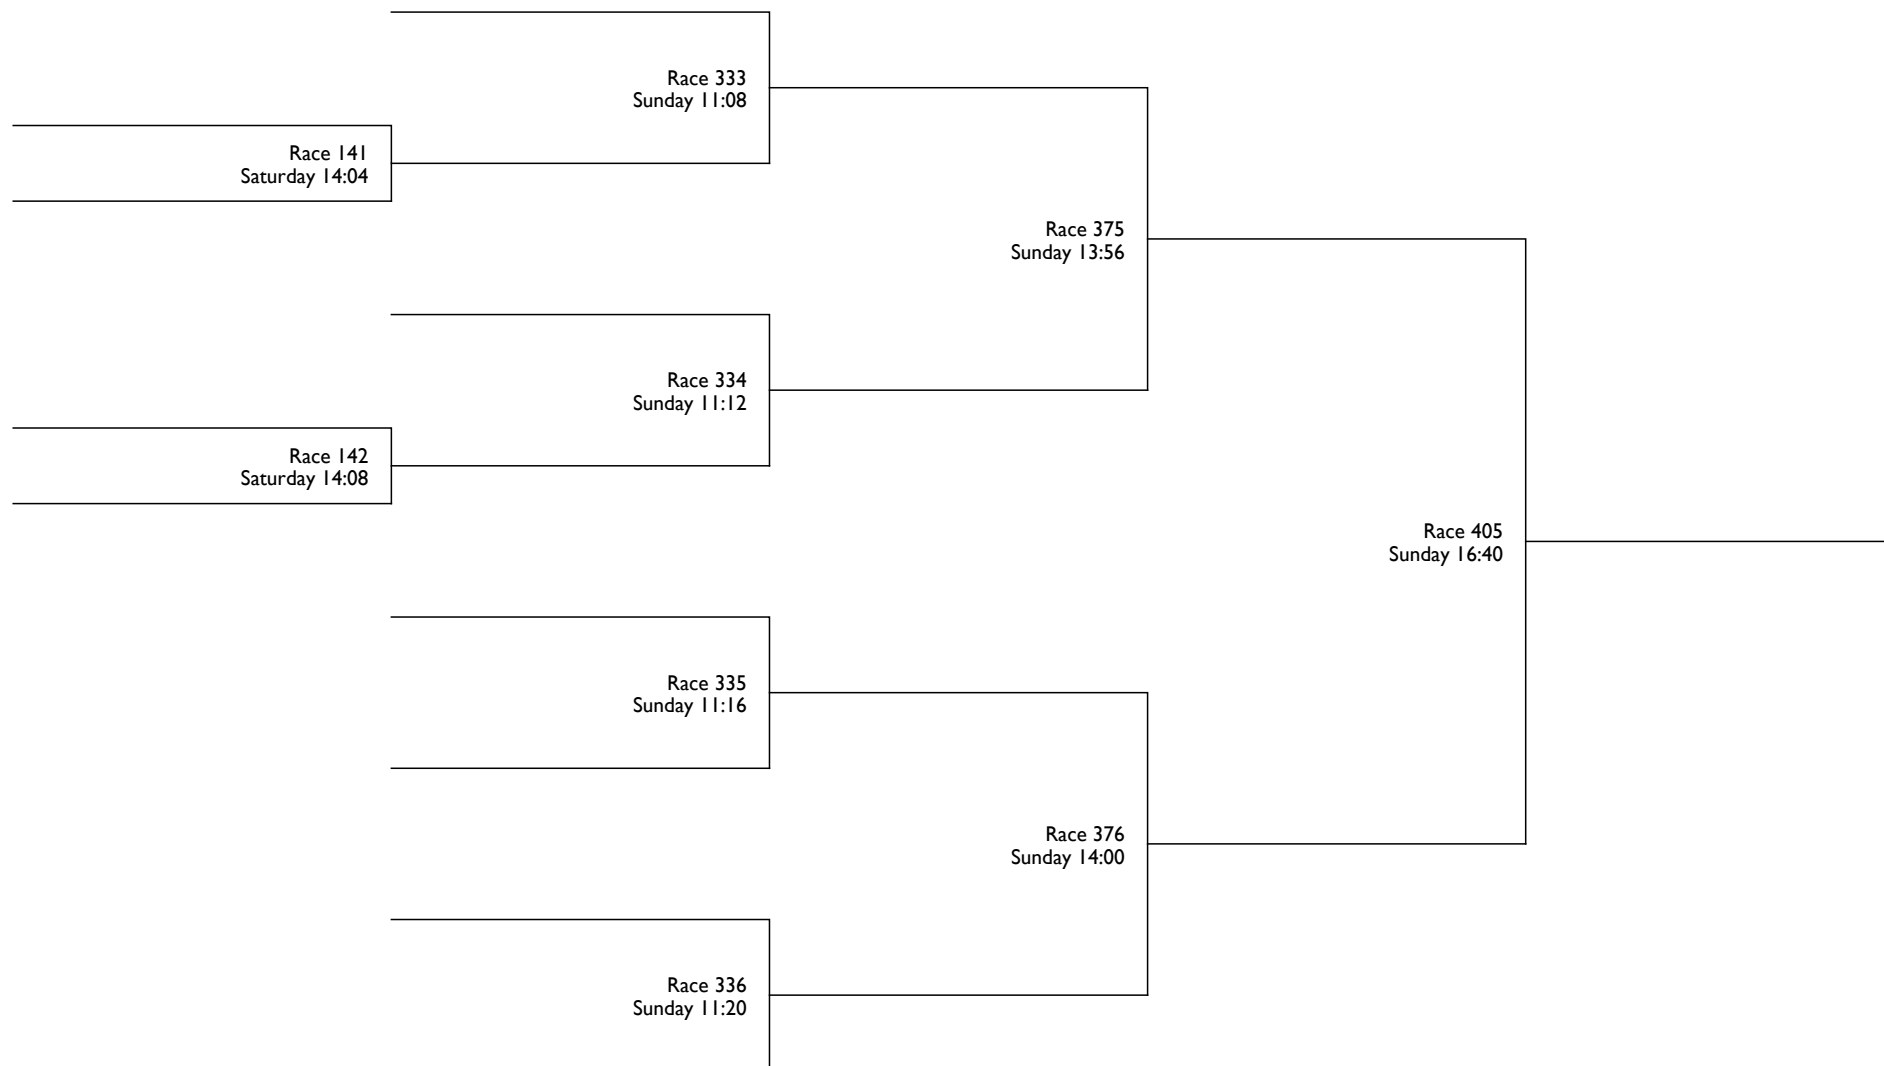 Race 333
Sunday 11:08
Race 141
Saturday 14:04
Race 375
Sunday 13:56
Race 334
Sunday 11:12
Race 142
Saturday 14:08
Race 405
Sunday 16:40
Race 335
Sunday 11:16
Race 376
Sunday 14:00
Race 336
Sunday 11:20